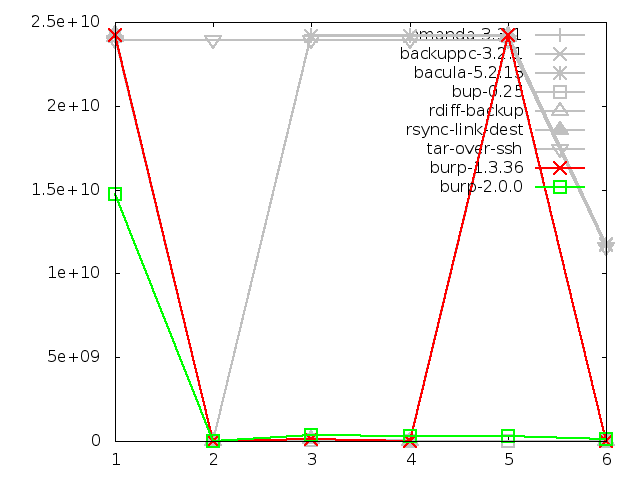 2.5e+10
backuppc-3.2.1
bacula-5.2.13
bup-0.25
2e+10
rdiff-backup
rsync-link-dest
tar-over-ssh
burp-1.3.36
burp-2.0.0
1.5e+10
1e+10
5e+09
0
1 2 3 4 5 6